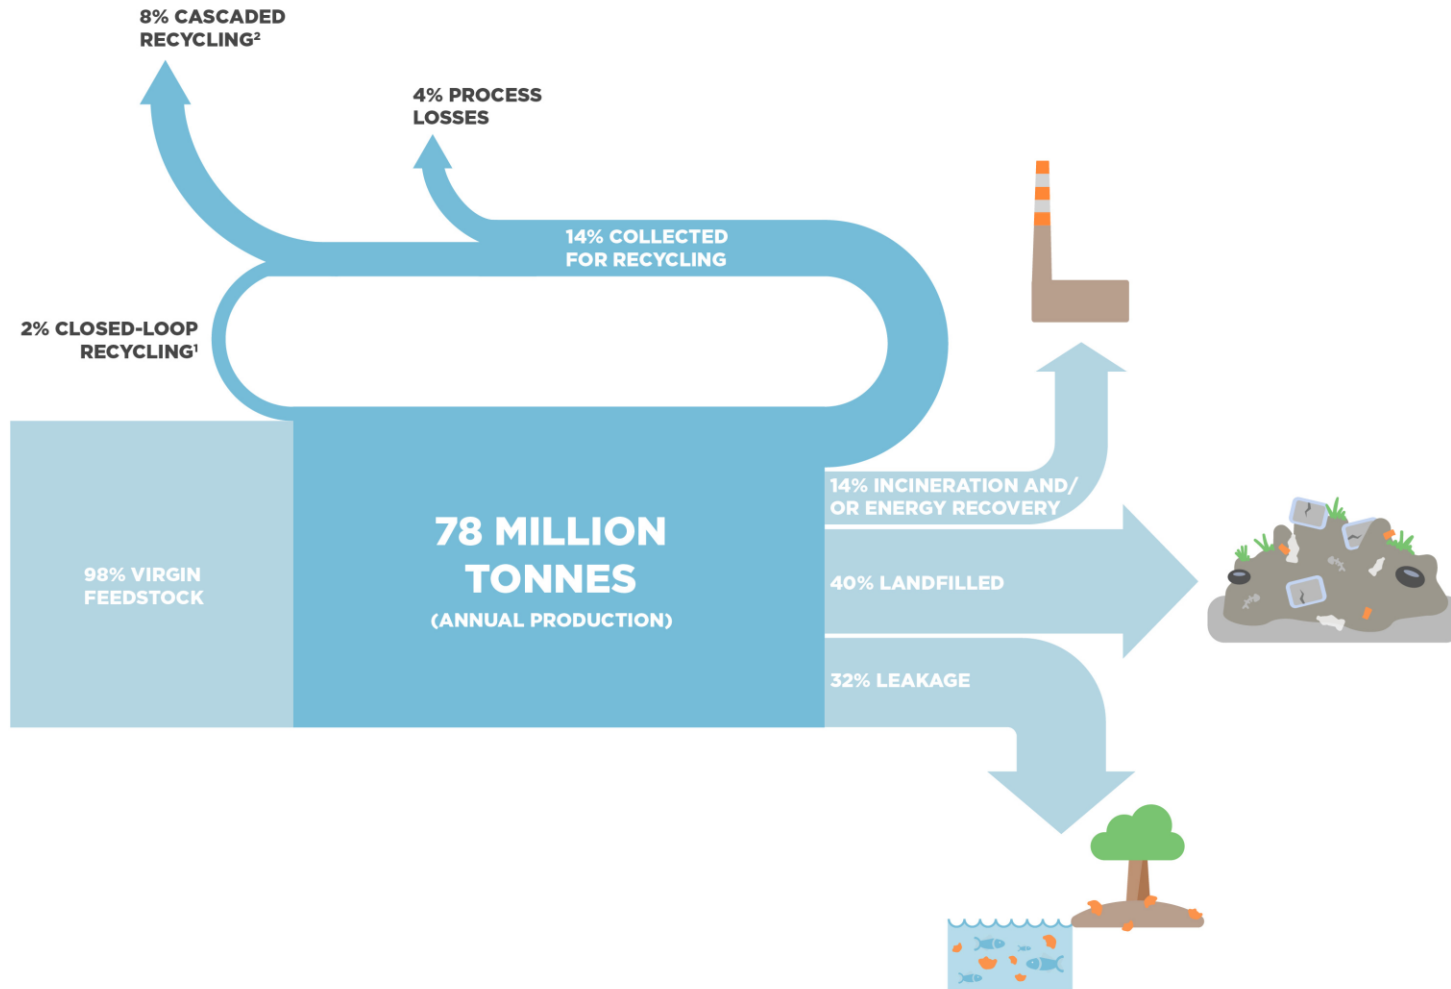 8% CASCADED
RECYCLING²
4% PROCESS
LOSSES
14% COLLECTED
FOR RECYCLING
2% CLOSED-LOOP
RECYCLING¹
14% INCINERATION AND/
OR ENERGY RECOVERY
78 MILLION
TONNES
(ANNUAL PRODUCTION)
98% VIRGIN
FEEDSTOCK
40% LANDFILLED
32% LEAKAGE